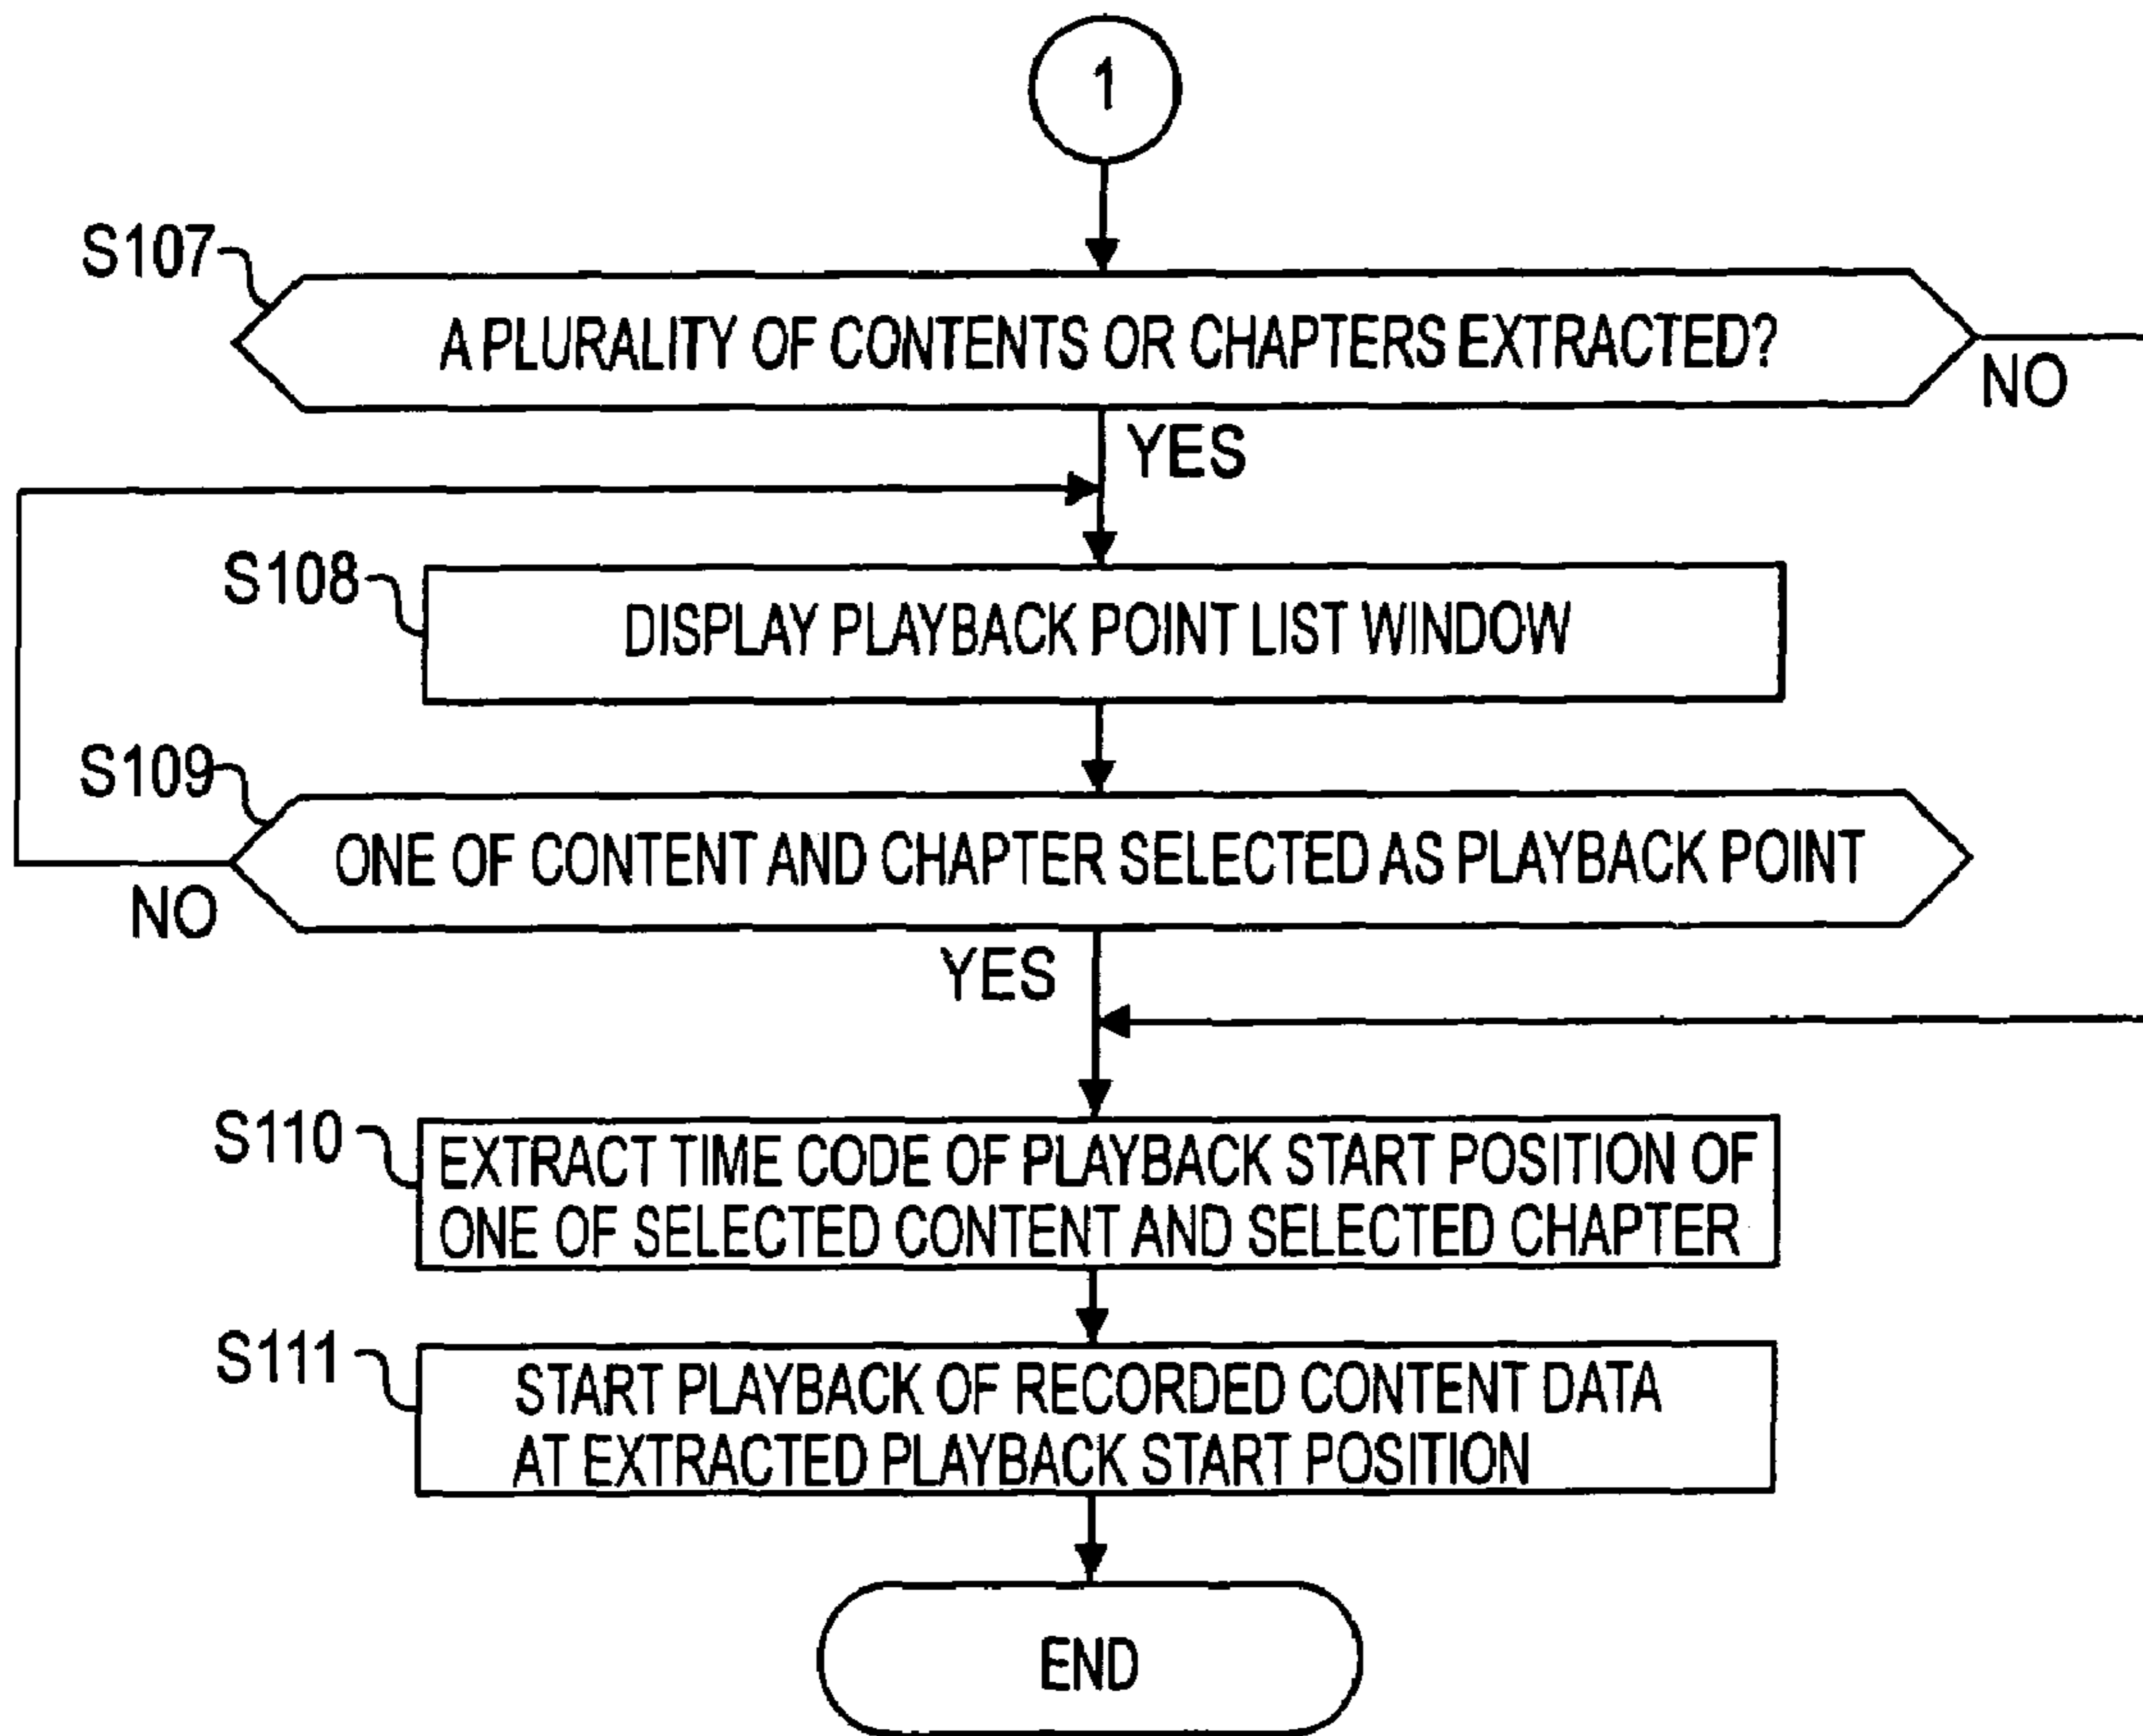 1
S107
A PLURALITY OF CONTENTS OR CHAPTERS EXTRACTED?
NO
YES
S108
DISPLAY PLAYBACK POINT LIST WINDOW
S109
ONE OF CONTENT AND CHAPTER SELECTED AS PLAYBACK POINT
NO
YES
S110
EXTRACT TIME CODE OF PLAYBACK START POSITION OF
ONE OF SELECTED CONTENT AND SELECTED CHAPTER
S111
START PLAYBACK OF RECORDED CONTENT DATA
AT EXTRACTED PLAYBACK START POSITION
END